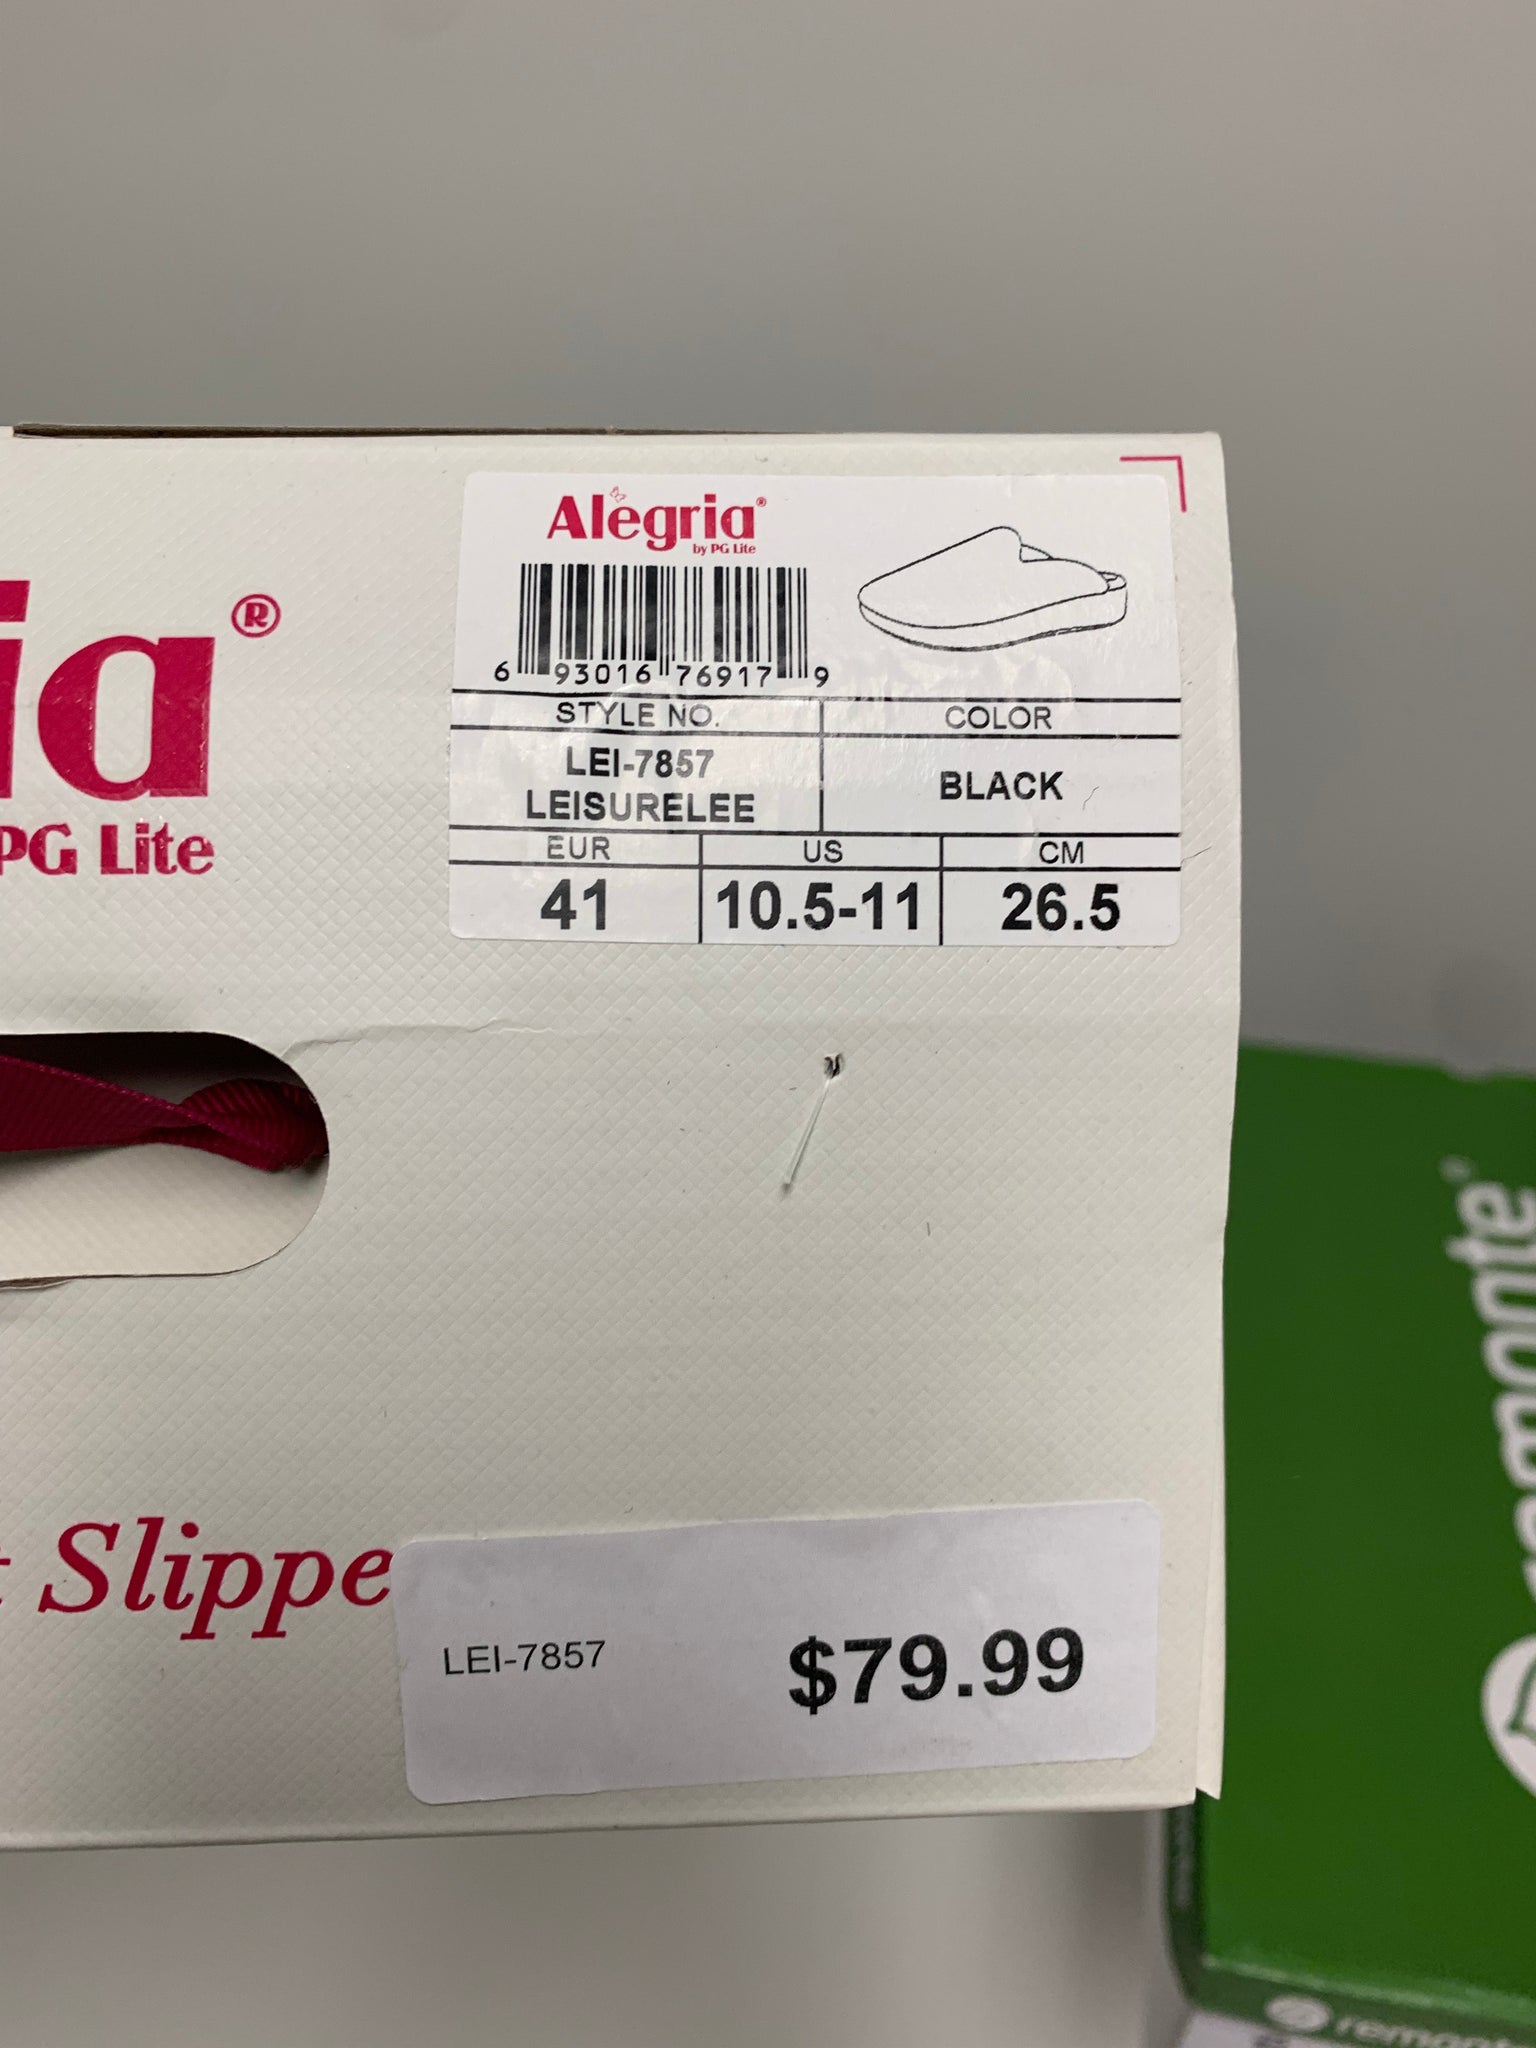 Alegria®
by PG Lite
6 93016 76917 9
STYLE NO.
COLOR
LEI-7857
LEISURELEE
BLACK
EUR
US
CM
41
10.5-11
26.5
ia®
PG Lite
t Slippe
LEI-7857
$79.99
remonte
remont